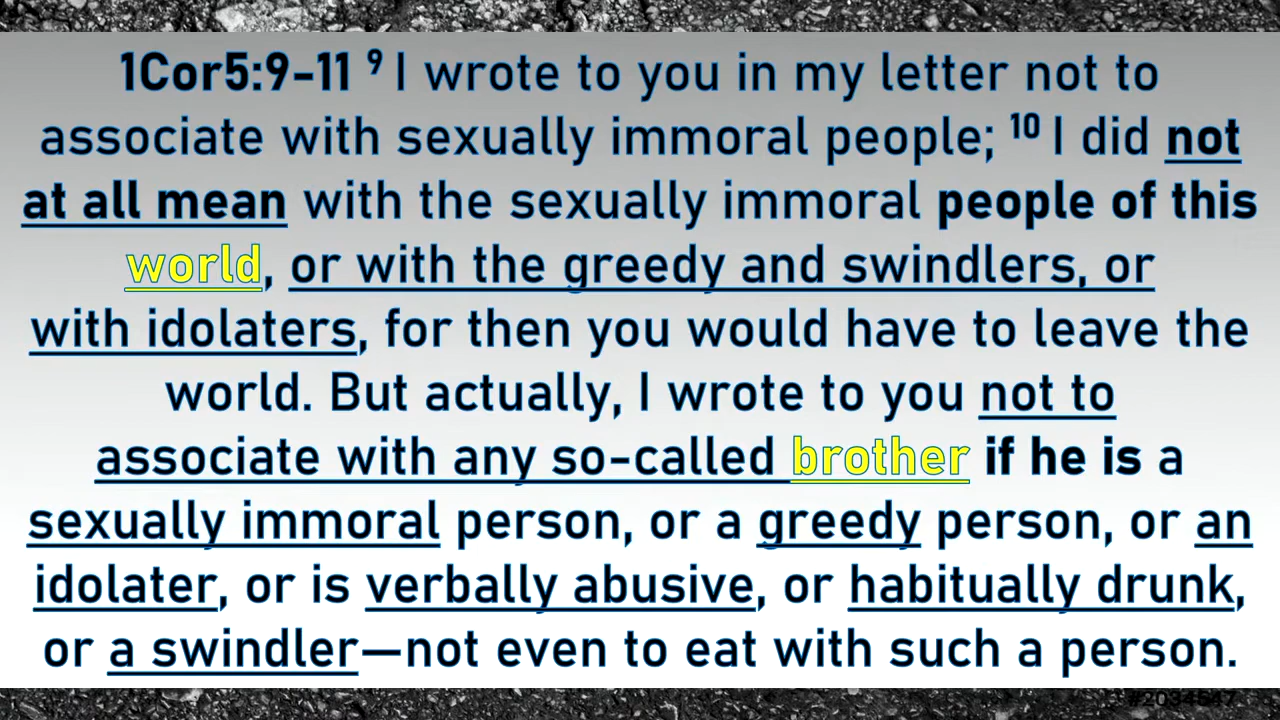 1Cor5:9-11 ⁹ I wrote to you in my letter not to
associate with sexually immoral people; ¹⁰ I did not
at all mean with the sexually immoral people of this
world, or with the greedy and swindlers, or
with idolaters, for then you would have to leave the
world. But actually, I wrote to you not to
associate with any so-called brother if he is a
sexually immoral person, or a greedy person, or an
idolater, or is verbally abusive, or habitually drunk,
or a swindler—not even to eat with such a person.